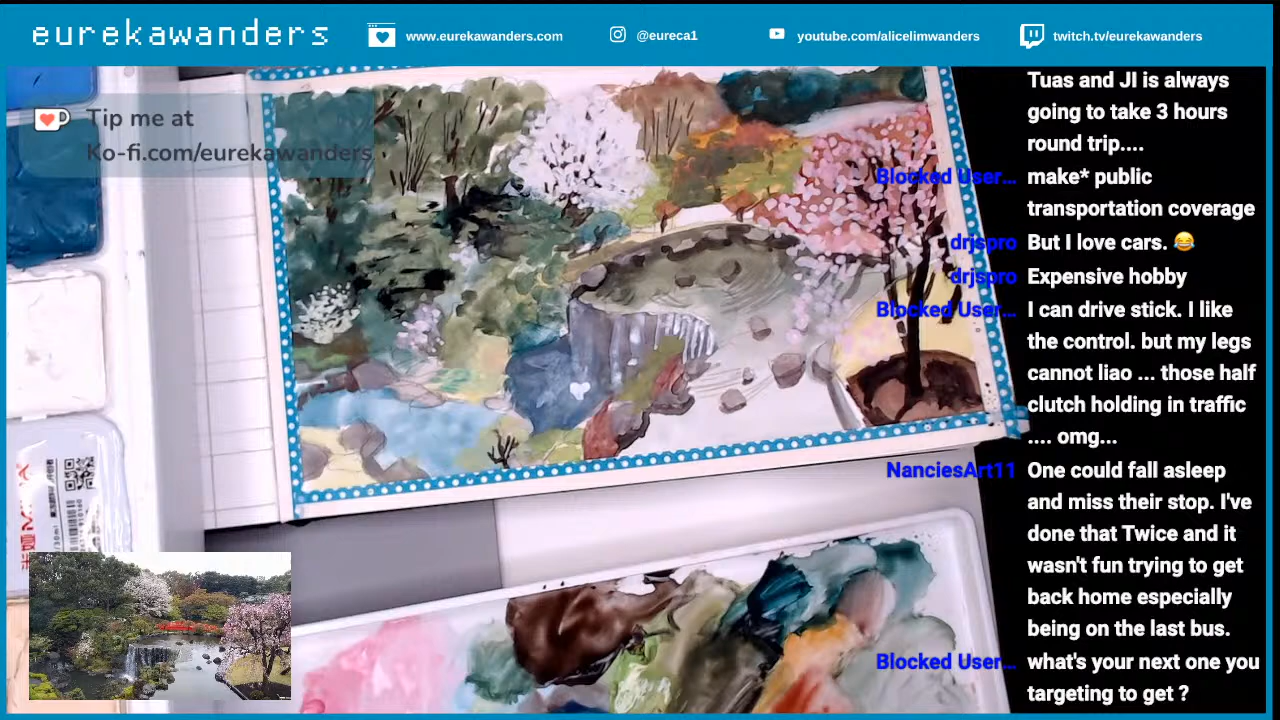 eurekawanders
www.eurekawanders.com
@eureca1
youtube.com/alicelimwanders
twitch.tv/eurekawanders
Tip me at
Ko-fi.com/eurekawanders
Tuas and JI is always
going to take 3 hours
round trip....
Blocked User... make* public
transportation coverage
drjspro But I love cars. 😂
drjspro Expensive hobby
Blocked User... I can drive stick. I like
the control. but my legs
cannot liao ... those half
clutch holding in traffic
.... omg...
NanciesArt11 One could fall asleep
and miss their stop. I've
done that Twice and it
wasn't fun trying to get
back home especially
being on the last bus.
Blocked User... what's your next one you
targeting to get ?